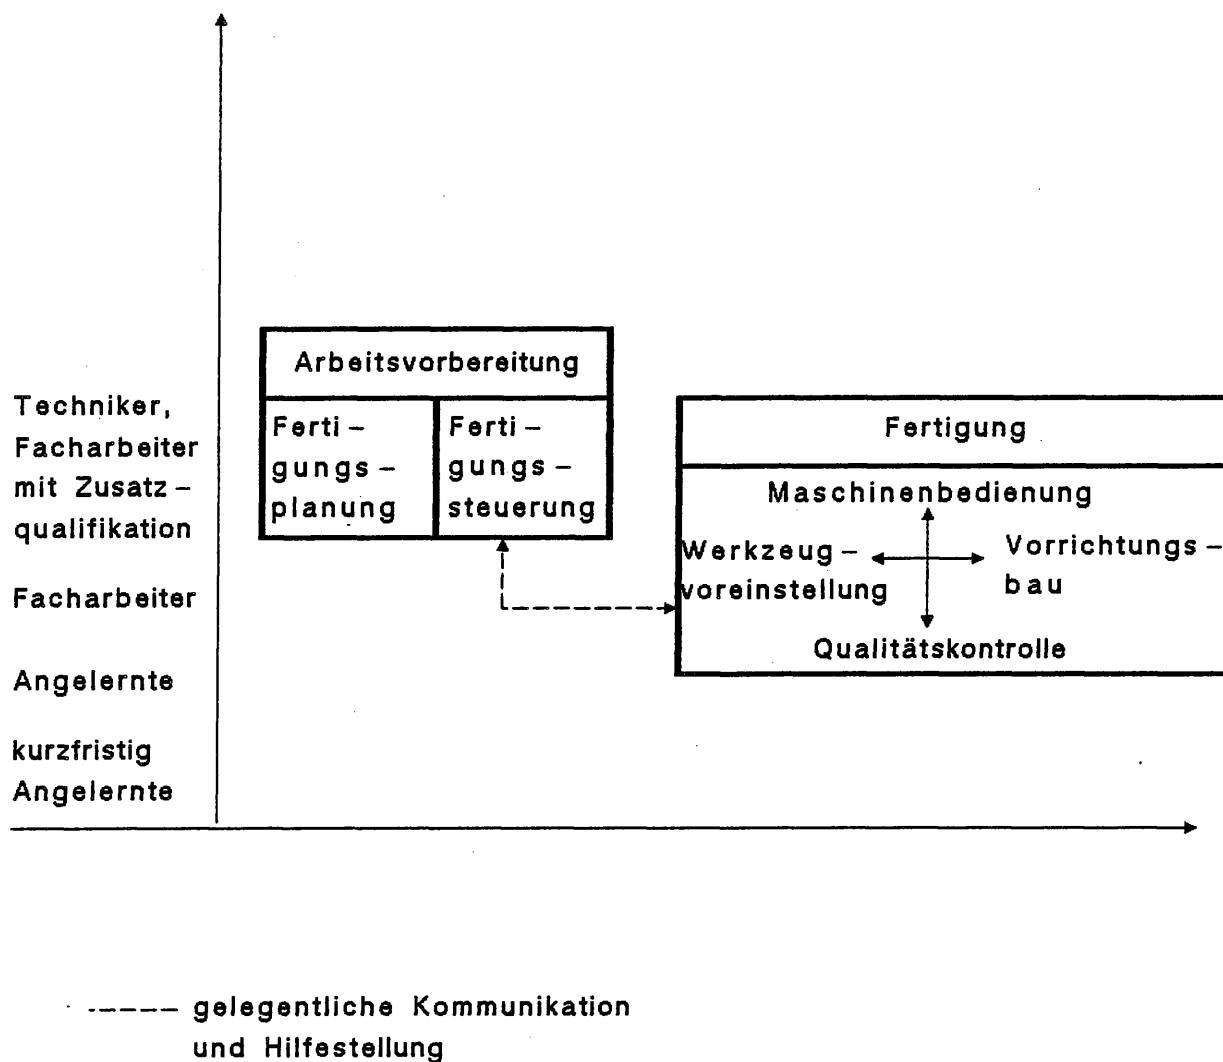 Arbeitsvorbereitung
Techniker,
Facharbeiter
mit Zusatz-
qualifikation
Facharbeiter
Angelernte
kurzfristig
Angelernte
Ferti-
gungs-
planung
Ferti-
gungs-
steuerung
Fertigung
Maschinenbedienung
Werkzeug-
voreinstellung
Vorrichtungs-
bau
Qualitätskontrolle
gelegentliche Kommunikation
und Hilfestellung